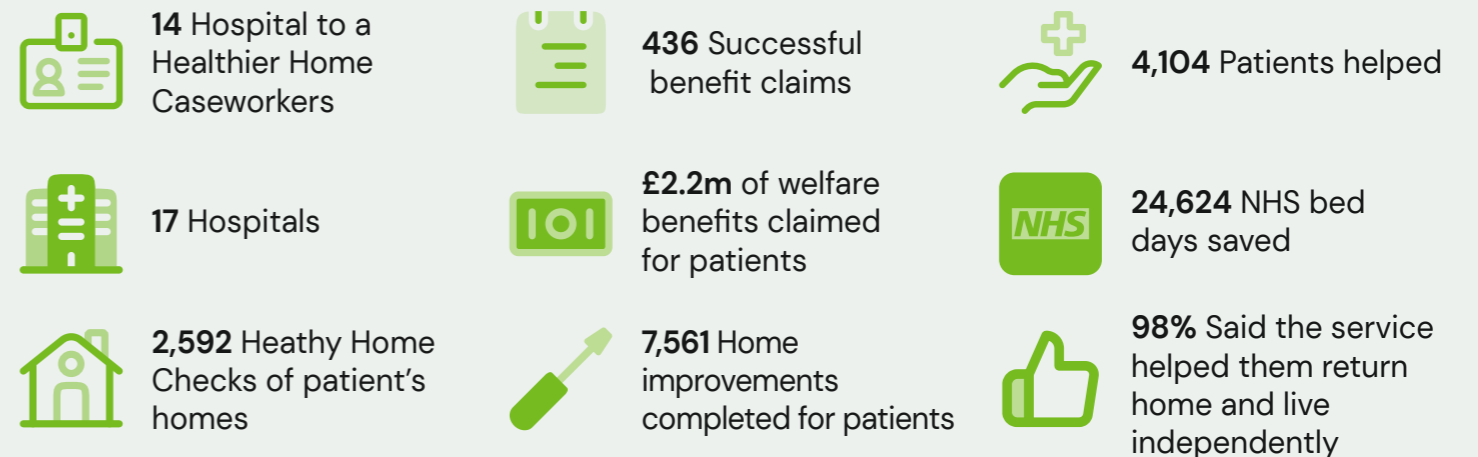 14 Hospital to a
Healthier Home
Caseworkers
436 Successful
benefit claims
4,104 Patients helped
17 Hospitals
£2.2m of welfare
benefits claimed
for patients
NHS
24,624 NHS bed
days saved
2,592 Heathy Home
Checks of patient’s
homes
7,561 Home
improvements
completed for patients
98% Said the service
helped them return
home and live
independently